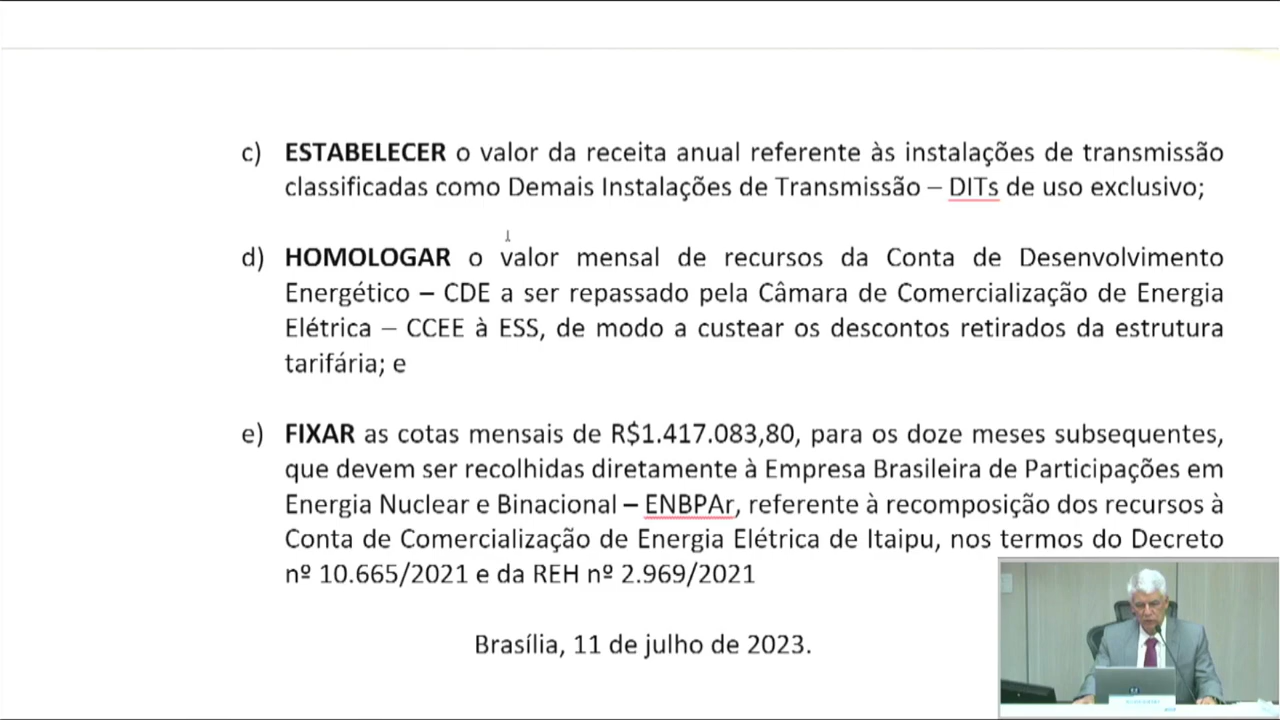 c) ESTABELECER o valor da receita anual referente às instalações de transmissão
classificadas como Demais Instalações de Transmissão – DITs de uso exclusivo;
d) HOMOLOGAR o valor mensal de recursos da Conta de Desenvolvimento
Energético – CDE a ser repassado pela Câmara de Comercialização de Energia
Elétrica – CCEE à ESS, de modo a custear os descontos retirados da estrutura
tarifária; e
e) FIXAR as cotas mensais de R$1.417.083,80, para os doze meses subsequentes,
que devem ser recolhidas diretamente à Empresa Brasileira de Participações em
Energia Nuclear e Binacional – ENBPAr, referente à recomposição dos recursos à
Conta de Comercialização de Energia Elétrica de Itaipu, nos termos do Decreto
nº 10.665/2021 e da REH nº 2.969/2021
Brasília, 11 de julho de 2023.